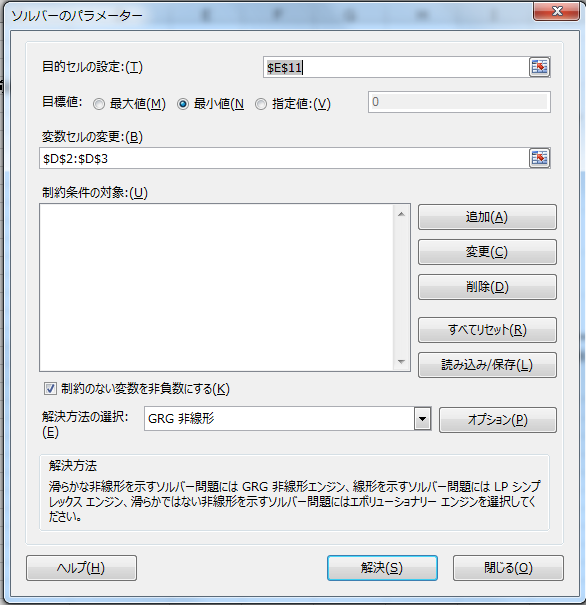 ソルバーのパラメーター
目的セルの設定:(T)
$E$11
目標値:
最大値(M)
最小値(N
指定値:(V)
0
変数セルの変更:(B)
$D$2:$D$3
制約条件の対象:(U)
追加(A)
変更(C)
削除(D)
すべてリセット(R)
読み込み/保存(L)
制約のない変数を非負数にする(K)
解決方法の選択:
(E)
GRG 非線形
オプション(P)
解決方法
滑らかな非線形を示すソルバー問題には GRG 非線形エンジン、線形を示すソルバー問題には LP シンプ
レックス エンジン、滑らかではない非線形を示すソルバー問題にはエボリューショナリー エンジンを選択してく
ださい。
ヘルプ(H)
解決(S)
閉じる(O)